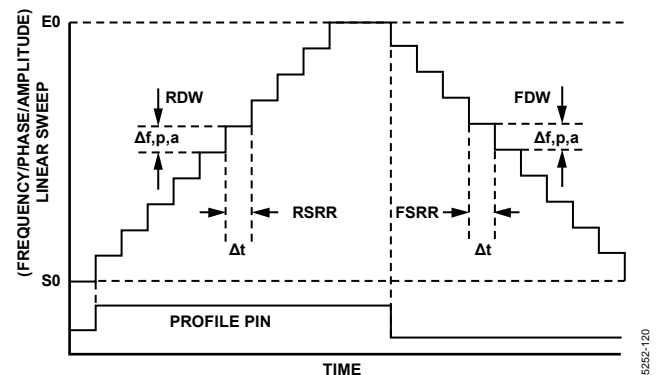 (FREQUENCY/PHASE/AMPLITUDE)
LINEAR SWEEP
E0
RDW
FDW
Δf,p,a
Δf,p,a
RSRR
FSRR
Δt
Δt
S0
PROFILE PIN
TIME
5252-120